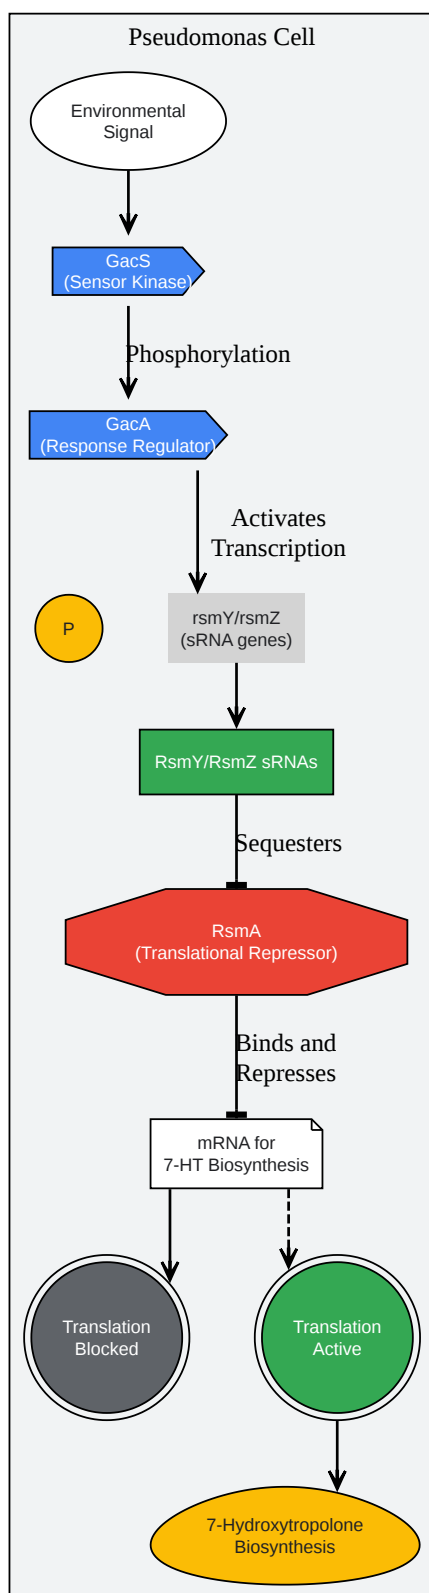 Pseudomonas Cell
Environmental
Signal
GacS
(Sensor Kinase)
Phosphorylation
GacA
(Response Regulator)
Activates
Transcription
P
rsmY/rsmZ
(sRNA genes)
RsmY/RsmZ sRNAs
Sequesters
RsmA
(Translational Repressor)
Binds and
Represses
mRNA for
7-HT Biosynthesis
Translation
Blocked
Translation
Active
7-Hydroxytropolone
Biosynthesis